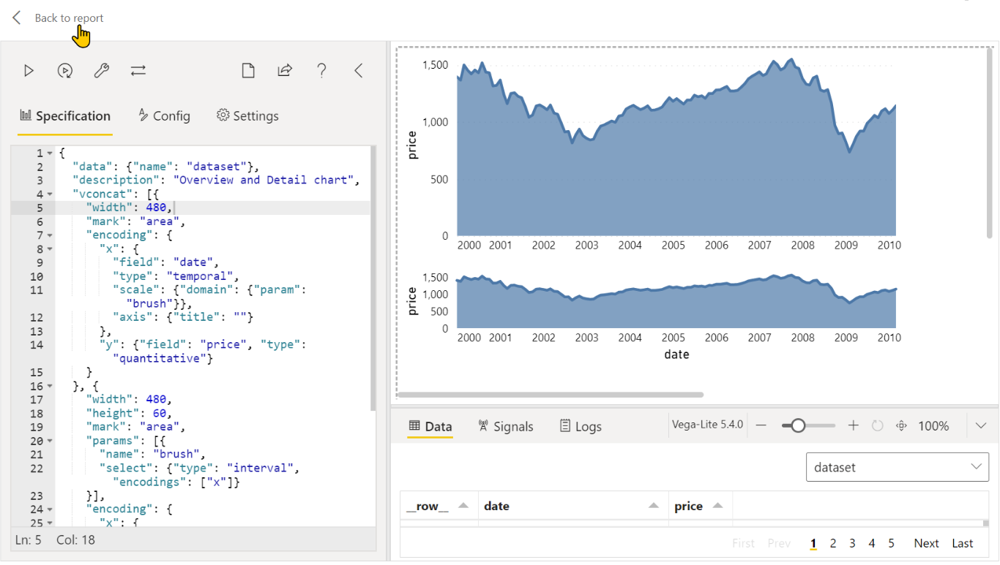 Back to report
Specification Config Settings
1 {
2 "data": {"name": "dataset"},
3 "description": "Overview and Detail chart",
4 "vconcat": [{
5 "width": 480,
6 "mark": "area",
7 "encoding": {
8 "x": {
9 "field": "date",
10 "type": "temporal",
11 "scale": {"domain": {"param":
"brush"}},
12 "axis": {"title": ""}
13 },
14 "y": {"field": "price", "type":
"quantitative"}
15 }
16 }, {
17 "width": 480,
18 "height": 60,
19 "mark": "area",
20 "params": [{
21 "name": "brush",
22 "select": {"type": "interval",
"encodings": ["x"]}
23 }],
24 "encoding": {
25 "x": {
Ln: 5 Col: 18
1,500
1,000
500
0
price
2000 2001 2002 2003 2004 2005 2006 2007 2008 2009 2010
1,500
1,000
500
0
price
2000 2001 2002 2003 2004 2005 2006 2007 2008 2009 2010
date
Data Signals Logs Vega-Lite 5.4.0 100%
dataset
__row__ date price
First Prev 1 2 3 4 5 Next Last